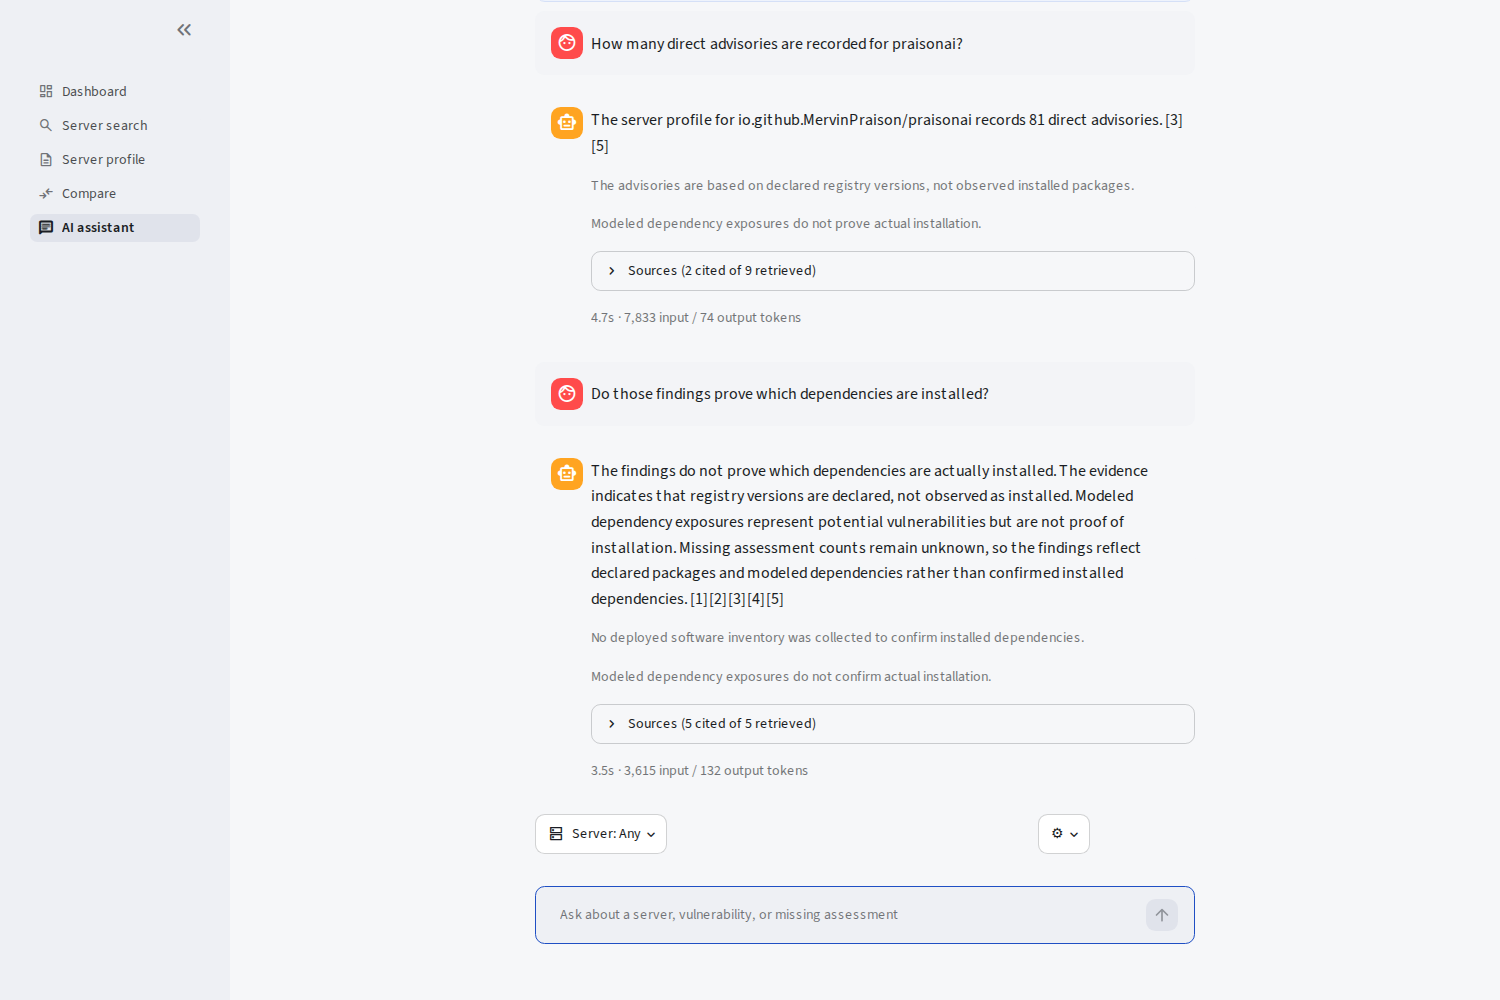 Dashboard
Server search
Server profile
Compare
AI assistant
How many direct advisories are recorded for praisonai?
The server profile for io.github.MervinPraison/praisonai records 81 direct advisories. [3]
[5]
The advisories are based on declared registry versions, not observed installed packages.
Modeled dependency exposures do not prove actual installation.
Sources (2 cited of 9 retrieved)
4.7s · 7,833 input / 74 output tokens
Do those findings prove which dependencies are installed?
The findings do not prove which dependencies are actually installed. The evidence
indicates that registry versions are declared, not observed as installed. Modeled
dependency exposures represent potential vulnerabilities but are not proof of
installation. Missing assessment counts remain unknown, so the findings reflect
declared packages and modeled dependencies rather than confirmed installed
dependencies. [1][2][3][4][5]
No deployed software inventory was collected to confirm installed dependencies.
Modeled dependency exposures do not confirm actual installation.
Sources (5 cited of 5 retrieved)
3.5s · 3,615 input / 132 output tokens
Server: Any
Ask about a server, vulnerability, or missing assessment